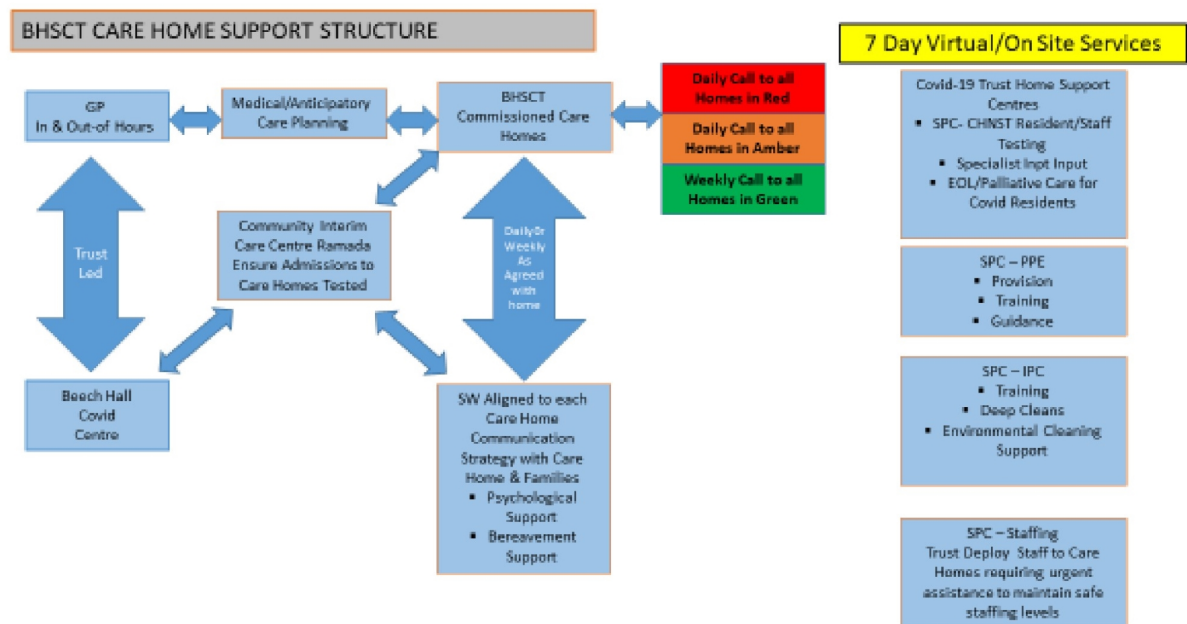 BHSCT CARE HOME SUPPORT STRUCTURE
7 Day Virtual/On Site Services
GP
In & Out-of Hours
Medical/Anticipatory
Care Planning
BHSCT
Commissioned Care
Homes
Daily Call to all
Homes in Red
Daily Call to all
Homes in Amber
Weekly Call to all
Homes in Green
Trust
Led
Community Interim
Care Centre Ramada
Ensure Admissions to
Care Homes Tested
Daily0r
Weekly
As
Agreed
with
home
Beech Hall
Covid
Centre
SW Aligned to each
Care Home
Communication
Strategy with Care
Home & Families
▪ Psychological
Support
▪ Bereavement
Support
Covid-19 Trust Home Support
Centres
▪ SPC- CHNST Resident/Staff
Testing
▪ Specialist Inpt Input
▪ EOL/Palliative Care for
Covid Residents
SPC – PPE
▪ Provision
▪ Training
▪ Guidance
SPC – IPC
▪ Training
▪ Deep Cleans
▪ Environmental Cleaning
Support
SPC – Staffing
Trust Deploy Staff to Care
Homes requiring urgent
assistance to maintain safe
staffing levels